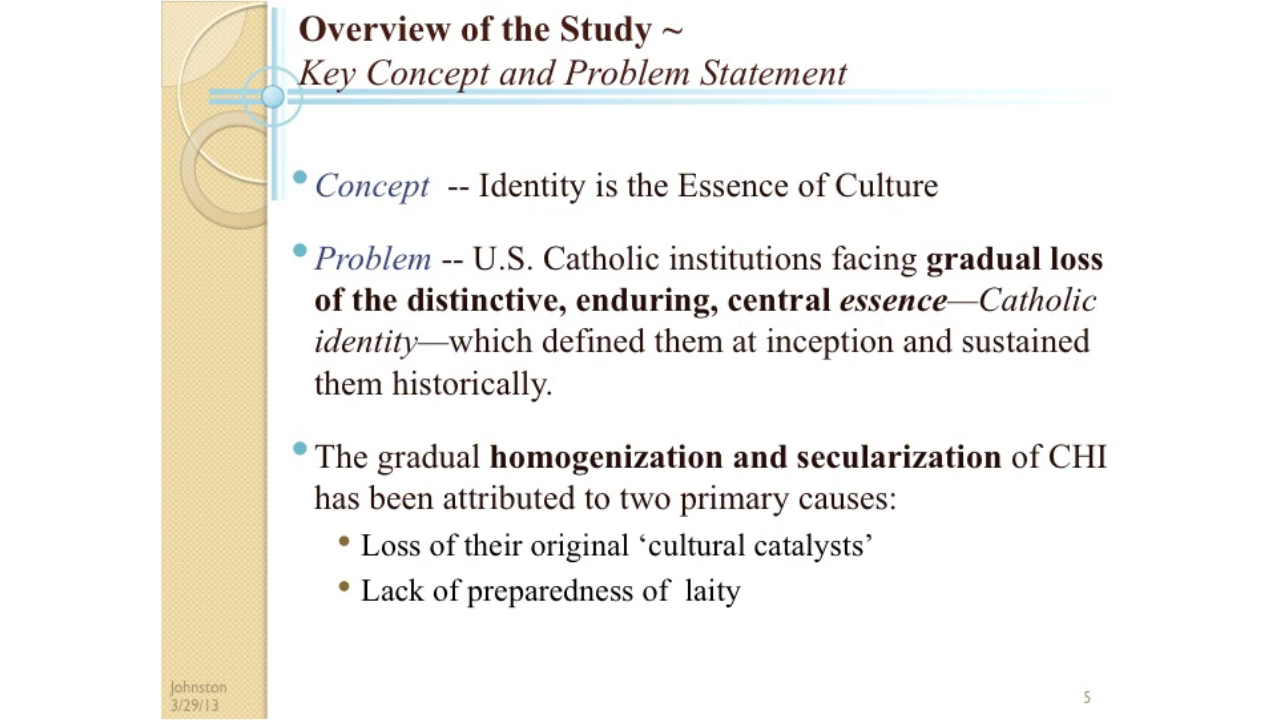 Overview of the Study ~
Key Concept and Problem Statement
Concept -- Identity is the Essence of Culture
Problem -- U.S. Catholic institutions facing gradual loss
of the distinctive, enduring, central essence—Catholic
identity—which defined them at inception and sustained
them historically.
The gradual homogenization and secularization of CHI
has been attributed to two primary causes:
Loss of their original ‘cultural catalysts’
Lack of preparedness of laity
Johnston
3/29/13
5